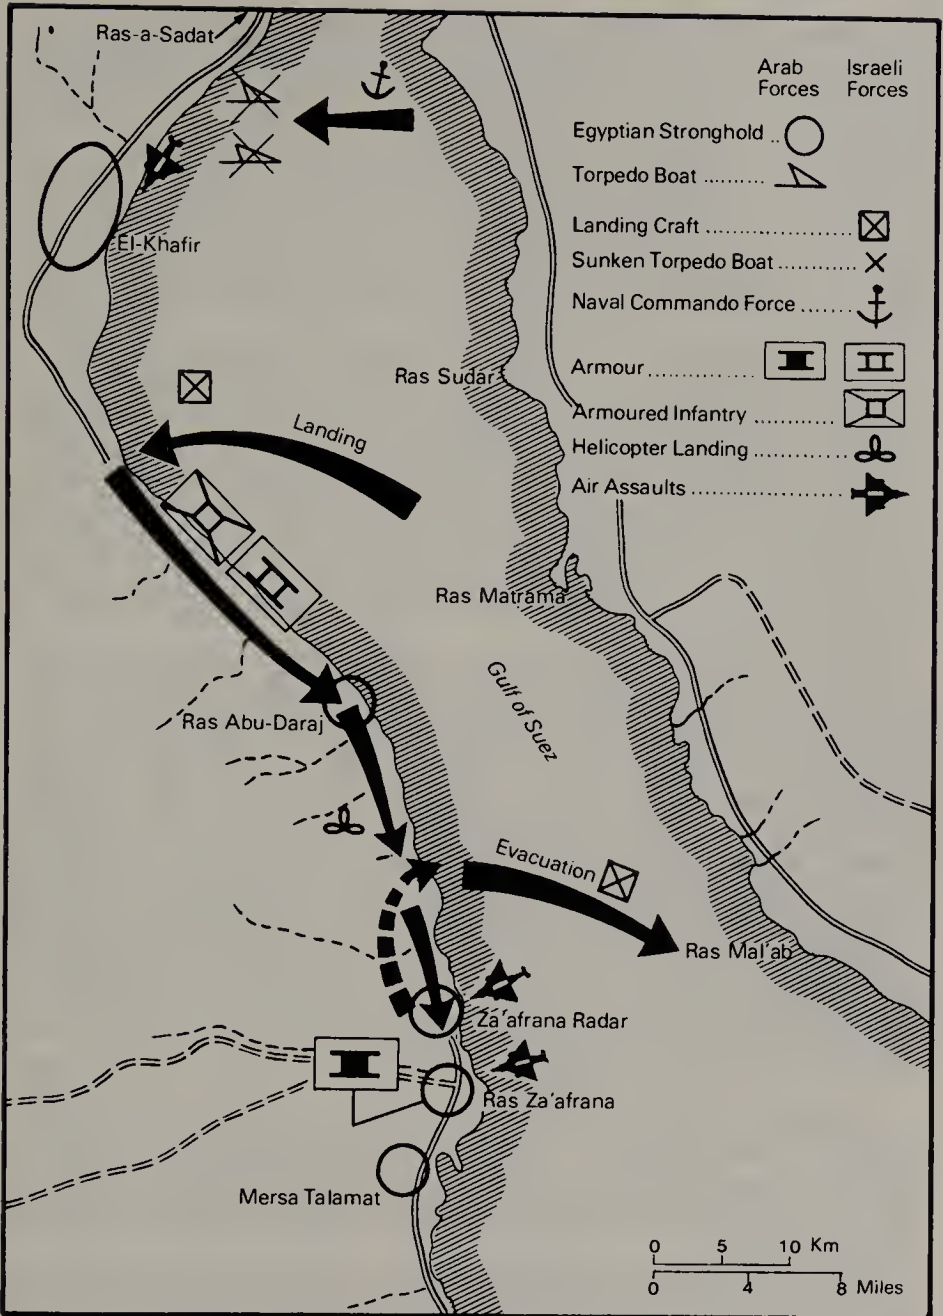 Ras-a-Sadat
Arab Forces
Israeli Forces
Egyptian Stronghold ..
Torpedo Boat ..........
Landing Craft ........................
Sunken Torpedo Boat ............
Naval Commando Force ........
Armour ................
Armoured Infantry ............
Helicopter Landing ..............
Air Assaults ........................
El-Khafir
Ras Sudar
Landing
Ras Matrama
Gulf of Suez
Ras Abu-Daraj
Evacuation
Ras Mal'ab
Za'afrana Radar
Ras Za'afrana
Mersa Talamat
0 5 10 Km
0 4 8 Miles